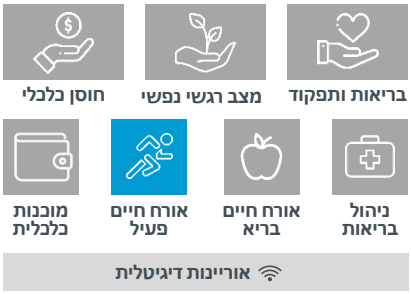 בריאות ותפקוד
מצב רגשי נפשי
חוסן כלכלי
ניהול
בריאות
אורח חיים
בריא
אורח חיים
פעיל
מוכנות
כלכלית
אוריינות דיגיטלית